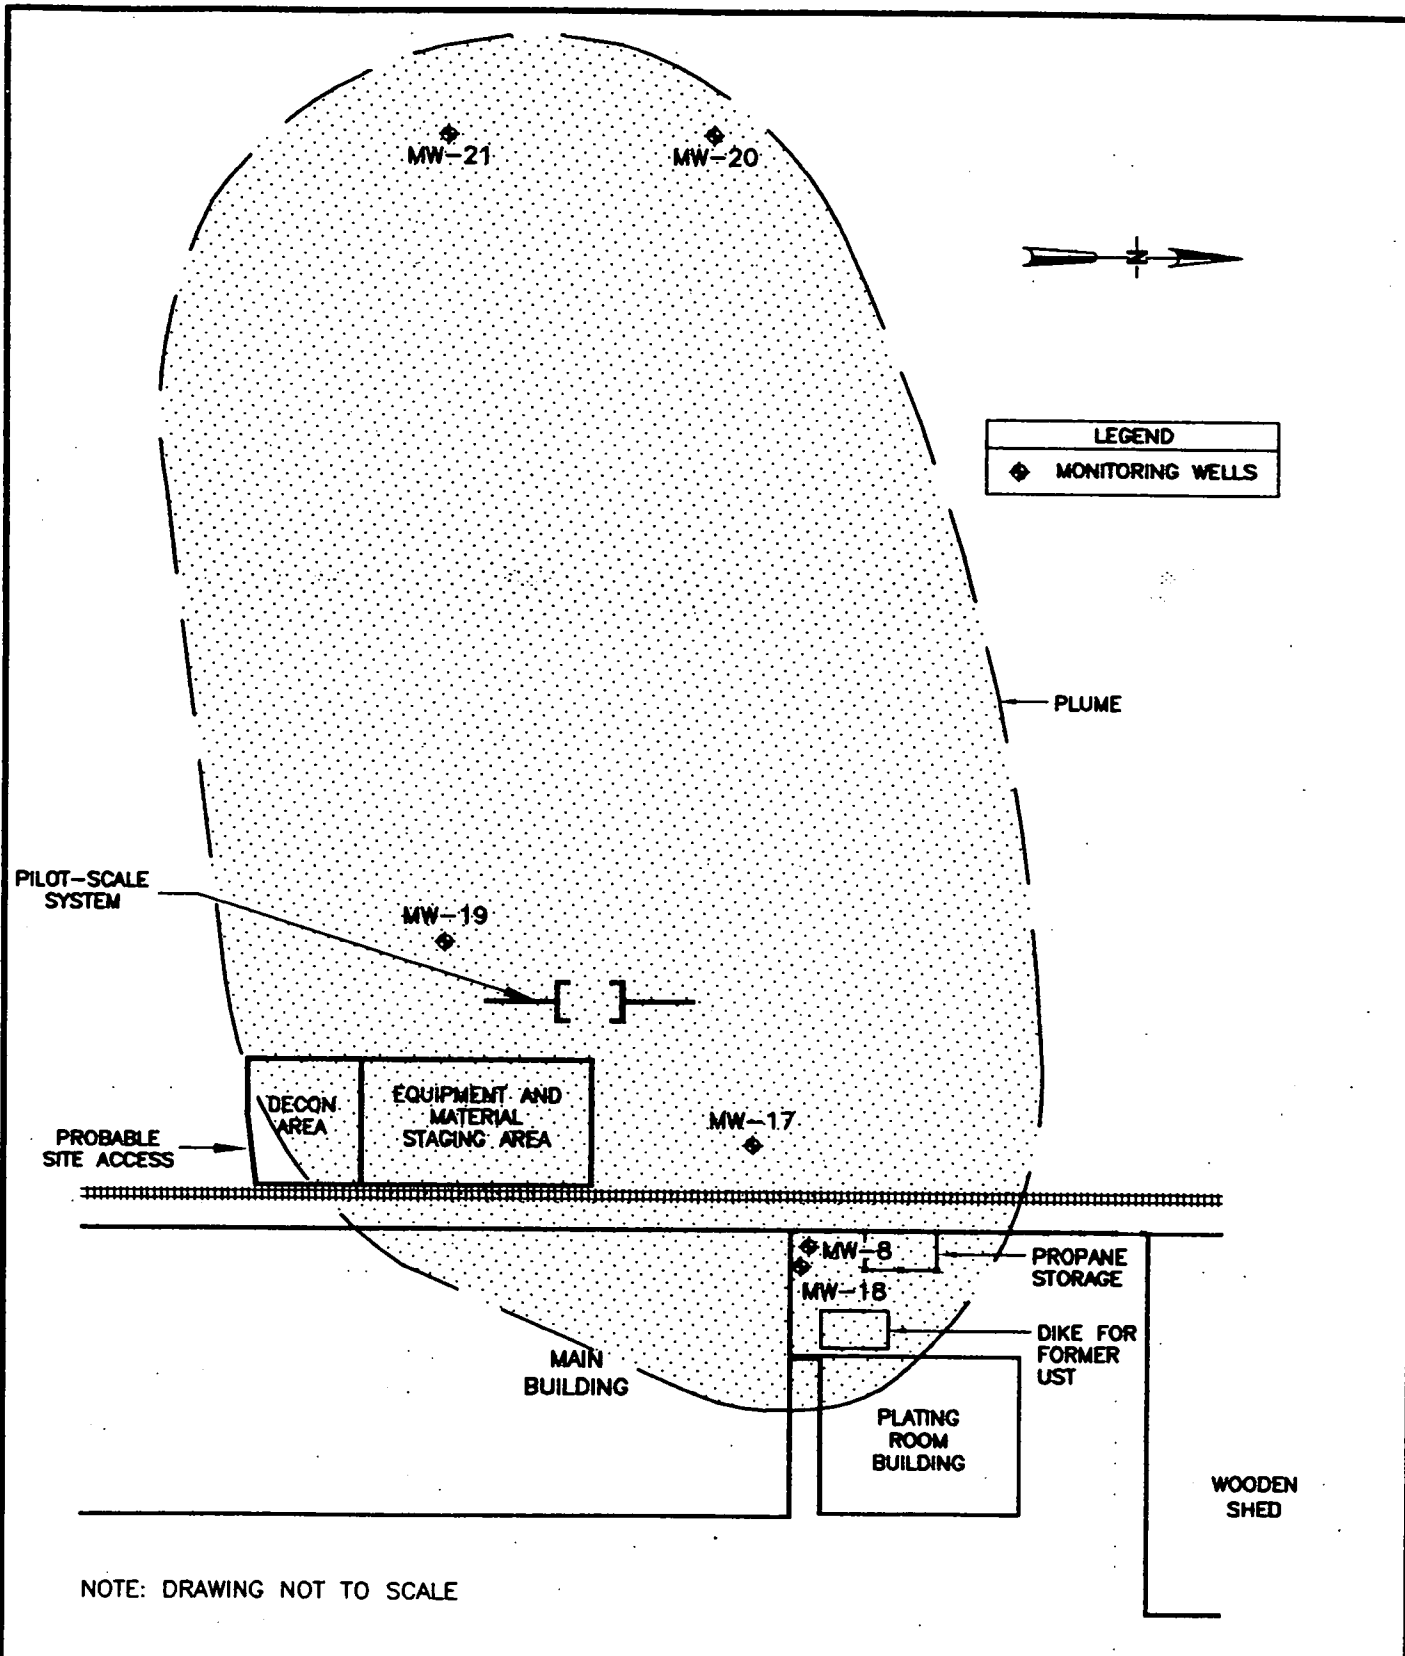 MW-21
MW-20
N
LEGEND
MONITORING WELLS
PLUME
PILOT-SCALE
SYSTEM
MW-19
DECON
AREA
EQUIPMENT AND
MATERIAL
STAGING AREA
MW-17
PROBABLE
SITE ACCESS
MW-8
MW-18
PROPANE
STORAGE
DIKE FOR
FORMER
UST
MAIN
BUILDING
PLATING
ROOM
BUILDING
WOODEN
SHED
NOTE: DRAWING NOT TO SCALE